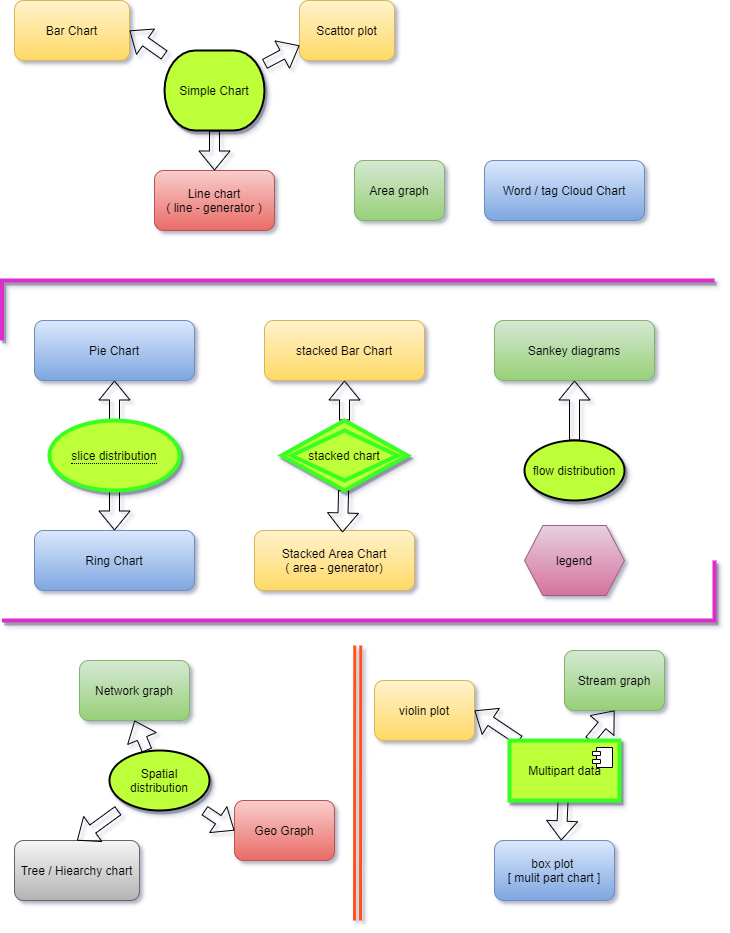 Bar Chart
Scattor plot
Simple Chart
Line chart
( line - generator )
Area graph
Word / tag Cloud Chart
Pie Chart
stacked Bar Chart
Sankey diagrams
slice distribution
stacked chart
flow distribution
Ring Chart
Stacked Area Chart
( area - generator)
legend
Network graph
Stream graph
violin plot
Spatial
distribution
Multipart data
Geo Graph
Tree / Hiearchy chart
box plot
[ mulit part chart ]